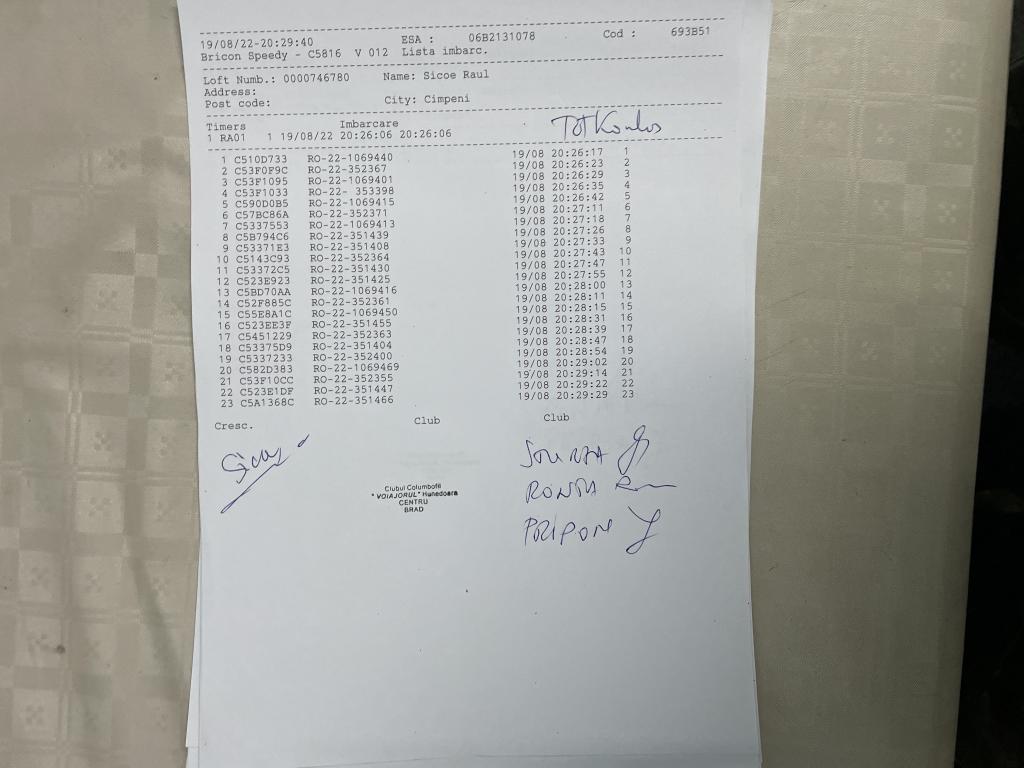 19/08/22-20:29:40 ESA : 06B2131078 Cod : 693B51
Bricon Speedy - C5816 V 012 Lista imbarc.
Loft Numb.: 0000746780 Name: Sicoe Raul
Address:
Post code: City: Cimpeni
Timers Imbarcare
1 RA01 1 19/08/22 20:26:06 20:26:06
1 C510D733 RO-22-1069440 19/08 20:26:17 1
2 C53F0F9C RO-22-352367 19/08 20:26:23 2
3 C53F1095 RO-22-1069401 19/08 20:26:29 3
4 C53F1033 RO-22- 353398 19/08 20:26:35 4
5 C590D0B5 RO-22-1069415 19/08 20:26:42 5
6 C57BC86A RO-22-352371 19/08 20:27:11 6
7 C5337553 RO-22-1069413 19/08 20:27:18 7
8 C5B794C6 RO-22-351439 19/08 20:27:26 8
9 C53371E3 RO-22-351408 19/08 20:27:33 9
10 C5143C93 RO-22-352364 19/08 20:27:43 10
11 C53372C5 RO-22-351430 19/08 20:27:47 11
12 C523E923 RO-22-351425 19/08 20:27:55 12
13 C5BD70AA RO-22-1069416 19/08 20:28:00 13
14 C52F885C RO-22-352361 19/08 20:28:11 14
15 C55E8A1C RO-22-1069450 19/08 20:28:15 15
16 C523EE3F RO-22-351455 19/08 20:28:31 16
17 C5451229 RO-22-352363 19/08 20:28:39 17
18 C53375D9 RO-22-351404 19/08 20:28:47 18
19 C5337233 RO-22-352400 19/08 20:28:54 19
20 C582D383 RO-22-1069469 19/08 20:29:02 20
21 C53F10CC RO-22-352355 19/08 20:29:14 21
22 C523E1DF RO-22-351447 19/08 20:29:22 22
23 C5A1368C RO-22-351466 19/08 20:29:29 23
Cresc. Club Club
Clubul Columbofil
"VOIAJORUL" Hunedoara
CENTRU
BRAD
PRIPON